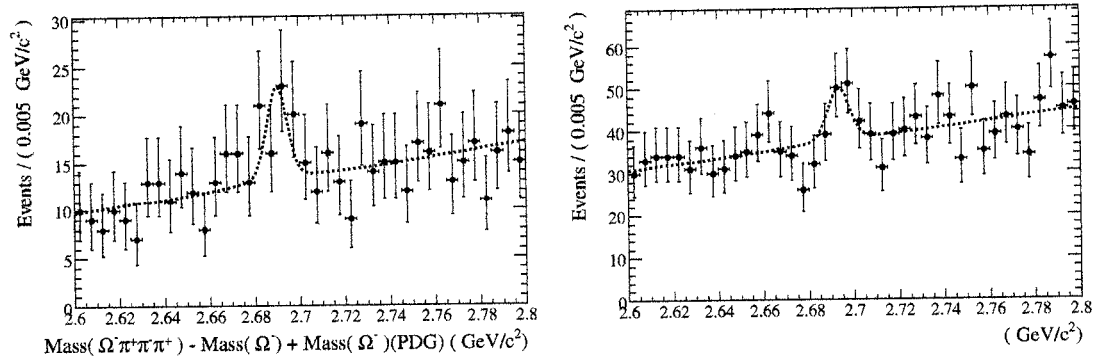 Events / ( 0.005 GeV/c²)
30
25
20
15
10
5
0
2.6 2.62 2.64 2.66 2.68 2.7 2.72 2.74 2.76 2.78 2.8
Mass( Ω⁻π⁺π⁻π⁺ ) - Mass( Ω⁻) + Mass( Ω⁻ )(PDG) ( GeV/c²)
Events / ( 0.005 GeV/c²)
60
50
40
30
20
10
0
2.6 2.62 2.64 2.66 2.68 2.7 2.72 2.74 2.76 2.78 2.8
( GeV/c²)